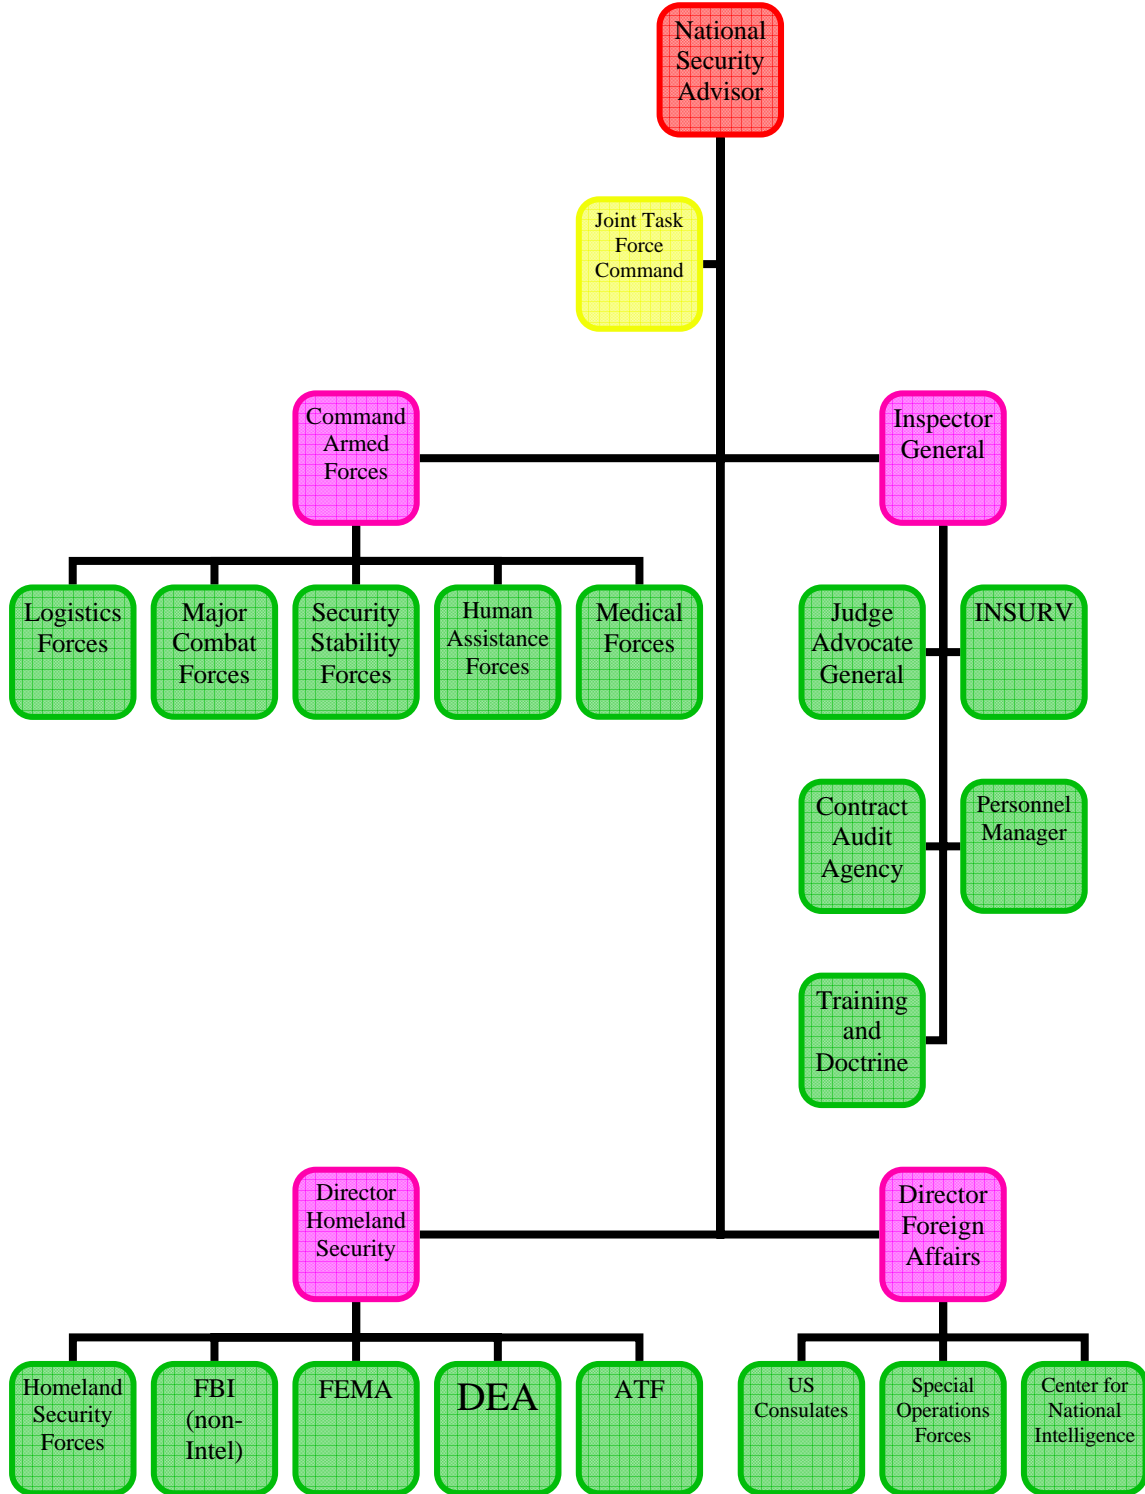 National
Security
Advisor
Joint Task
Force
Command
Command
Armed
Forces
Inspector
General
Logistics
Forces
Major
Combat
Forces
Security
Stability
Forces
Human
Assistance
Forces
Medical
Forces
Judge
Advocate
General
INSURV
Contract
Audit
Agency
Personnel
Manager
Training
and
Doctrine
Director
Homeland
Security
Director
Foreign
Affairs
Homeland
Security
Forces
FBI
(non-
Intel)
FEMA
DEA
ATF
US
Consulates
Special
Operations
Forces
Center for
National
Intelligence